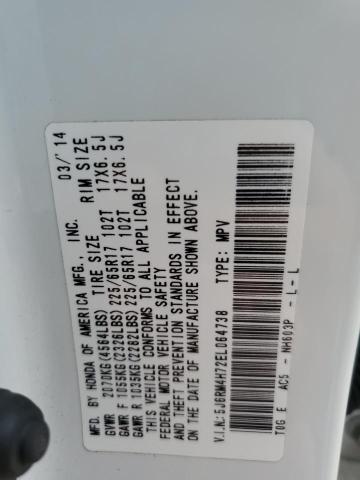 MFD. BY HONDA OF AMERICA MFG., INC. 03/'14
TIRE SIZE RIM SIZE
GVWR 2070KG(4564LBS)
GAWR F 1055KG(2326LBS) 225/65R17 102T 17X6.5J
GAWR R 1035KG(2282LBS) 225/65R17 102T 17X6.5J
THIS VEHICLE CONFORMS TO ALL APPLICABLE
FEDERAL MOTOR VEHICLE SAFETY
AND THEFT PREVENTION STANDARDS IN EFFECT
ON THE DATE OF MANUFACTURE SHOWN ABOVE.
V.I.N.: 5J6RM4H72EL064738 TYPE: MPV
TOG E AC5 - NH603P - L - L